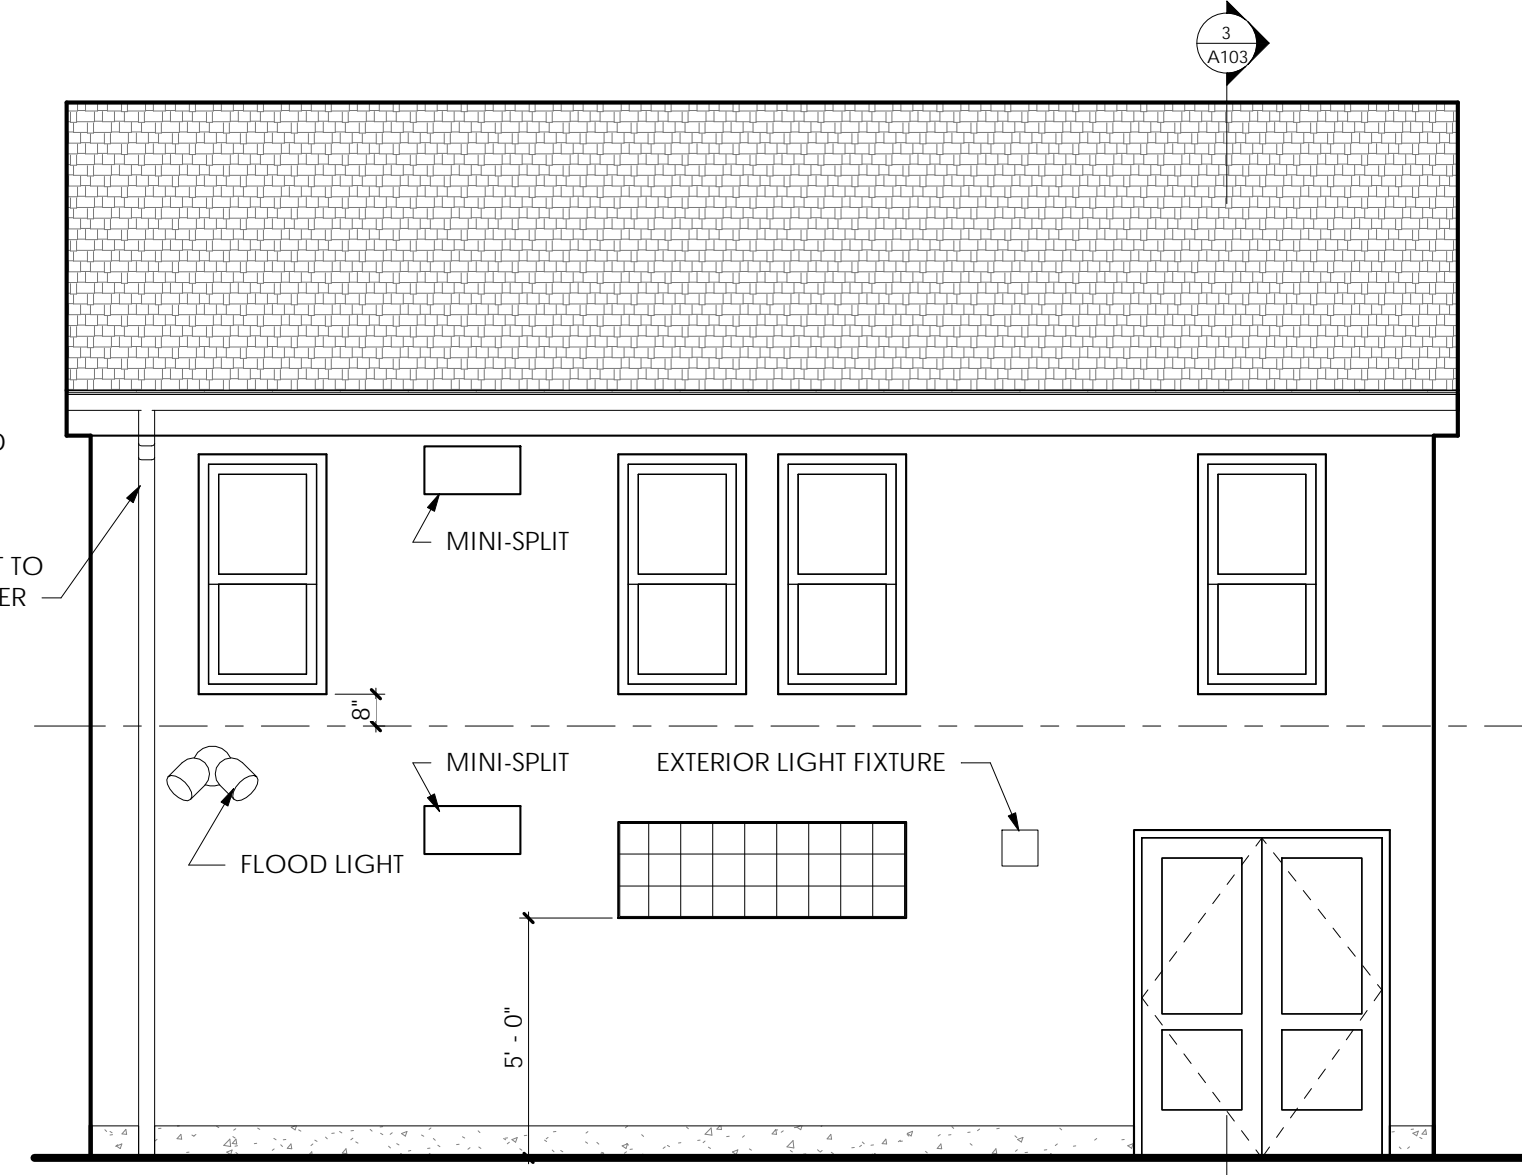 3
A103
MINI-SPLIT
T TO
ER
8"
MINI-SPLIT
EXTERIOR LIGHT FIXTURE
FLOOD LIGHT
5' - 0"